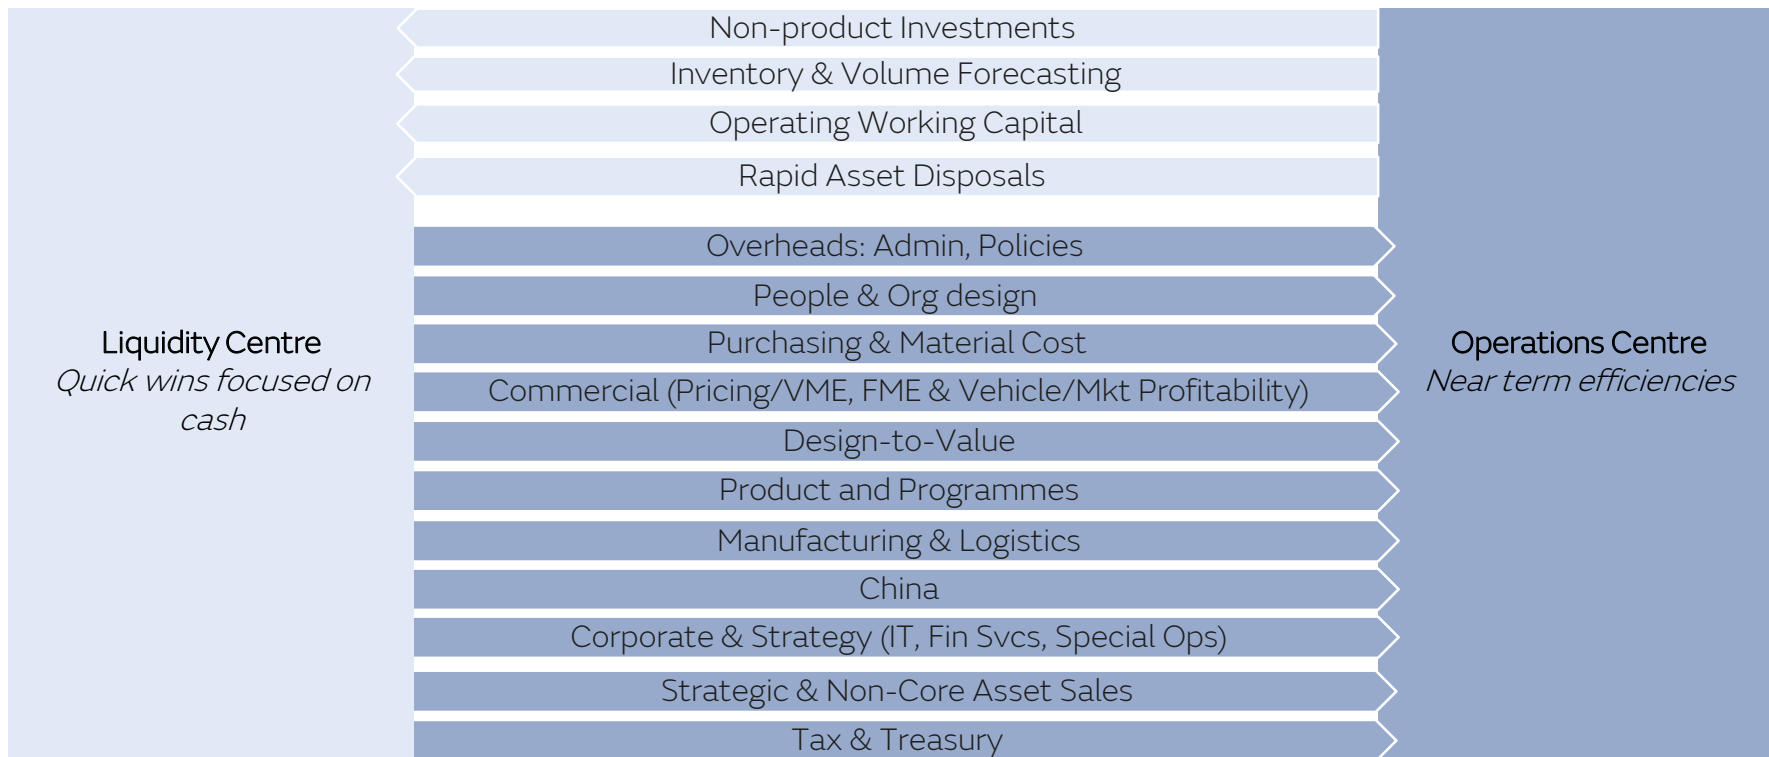 Non-product Investments
Inventory & Volume Forecasting
Operating Working Capital
Rapid Asset Disposals
Overheads: Admin, Policies
People & Org design
Purchasing & Material Cost
Commercial (Pricing/VME, FME & Vehicle/Mkt Profitability)
Design-to-Value
Product and Programmes
Manufacturing & Logistics
China
Corporate & Strategy (IT, Fin Svcs, Special Ops)
Strategic & Non-Core Asset Sales
Tax & Treasury
Liquidity Centre
Quick wins focused on
cash
Operations Centre
Near term efficiencies